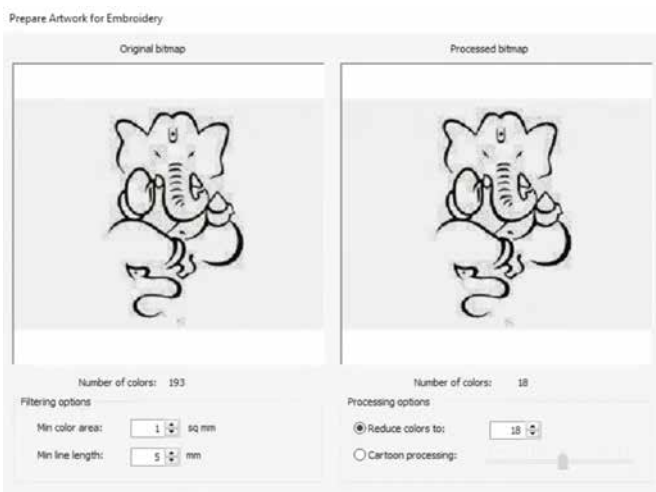 Prepare Artwork for Embroidery
Original bitmap
Processed bitmap
Number of colors: 193
Number of colors: 18
Filtering options
Processing options
Min color area: 1 sq mm
Reduce colors to: 18
Min line length: 5 mm
Cartoon processing: